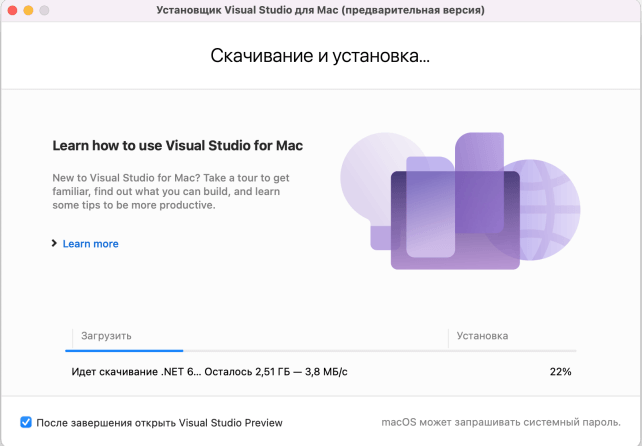 Установщик Visual Studio для Mac (предварительная версия)
Скачивание и установка...
Learn how to use Visual Studio for Mac
New to Visual Studio for Mac? Take a tour to get
familiar, find out what you can build, and learn
some tips to be more productive.
Learn more
Загрузить
Установка
Идет скачивание .NET 6... Осталось 2,51 ГБ — 3,8 МБ/с
22%
После завершения открыть Visual Studio Preview
macOS может запрашивать системный пароль.